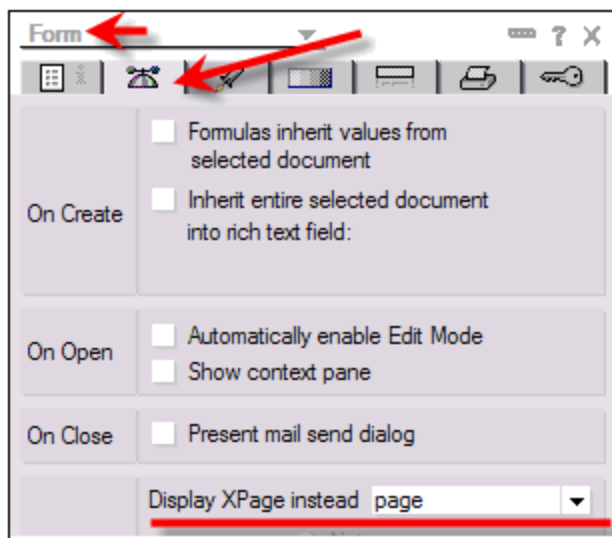 Form
?
X
Formulas inherit values from
selected document
On Create
Inherit entire selected document
into rich text field:
On Open
Automatically enable Edit Mode
Show context pane
On Close
Present mail send dialog
Display XPage instead page